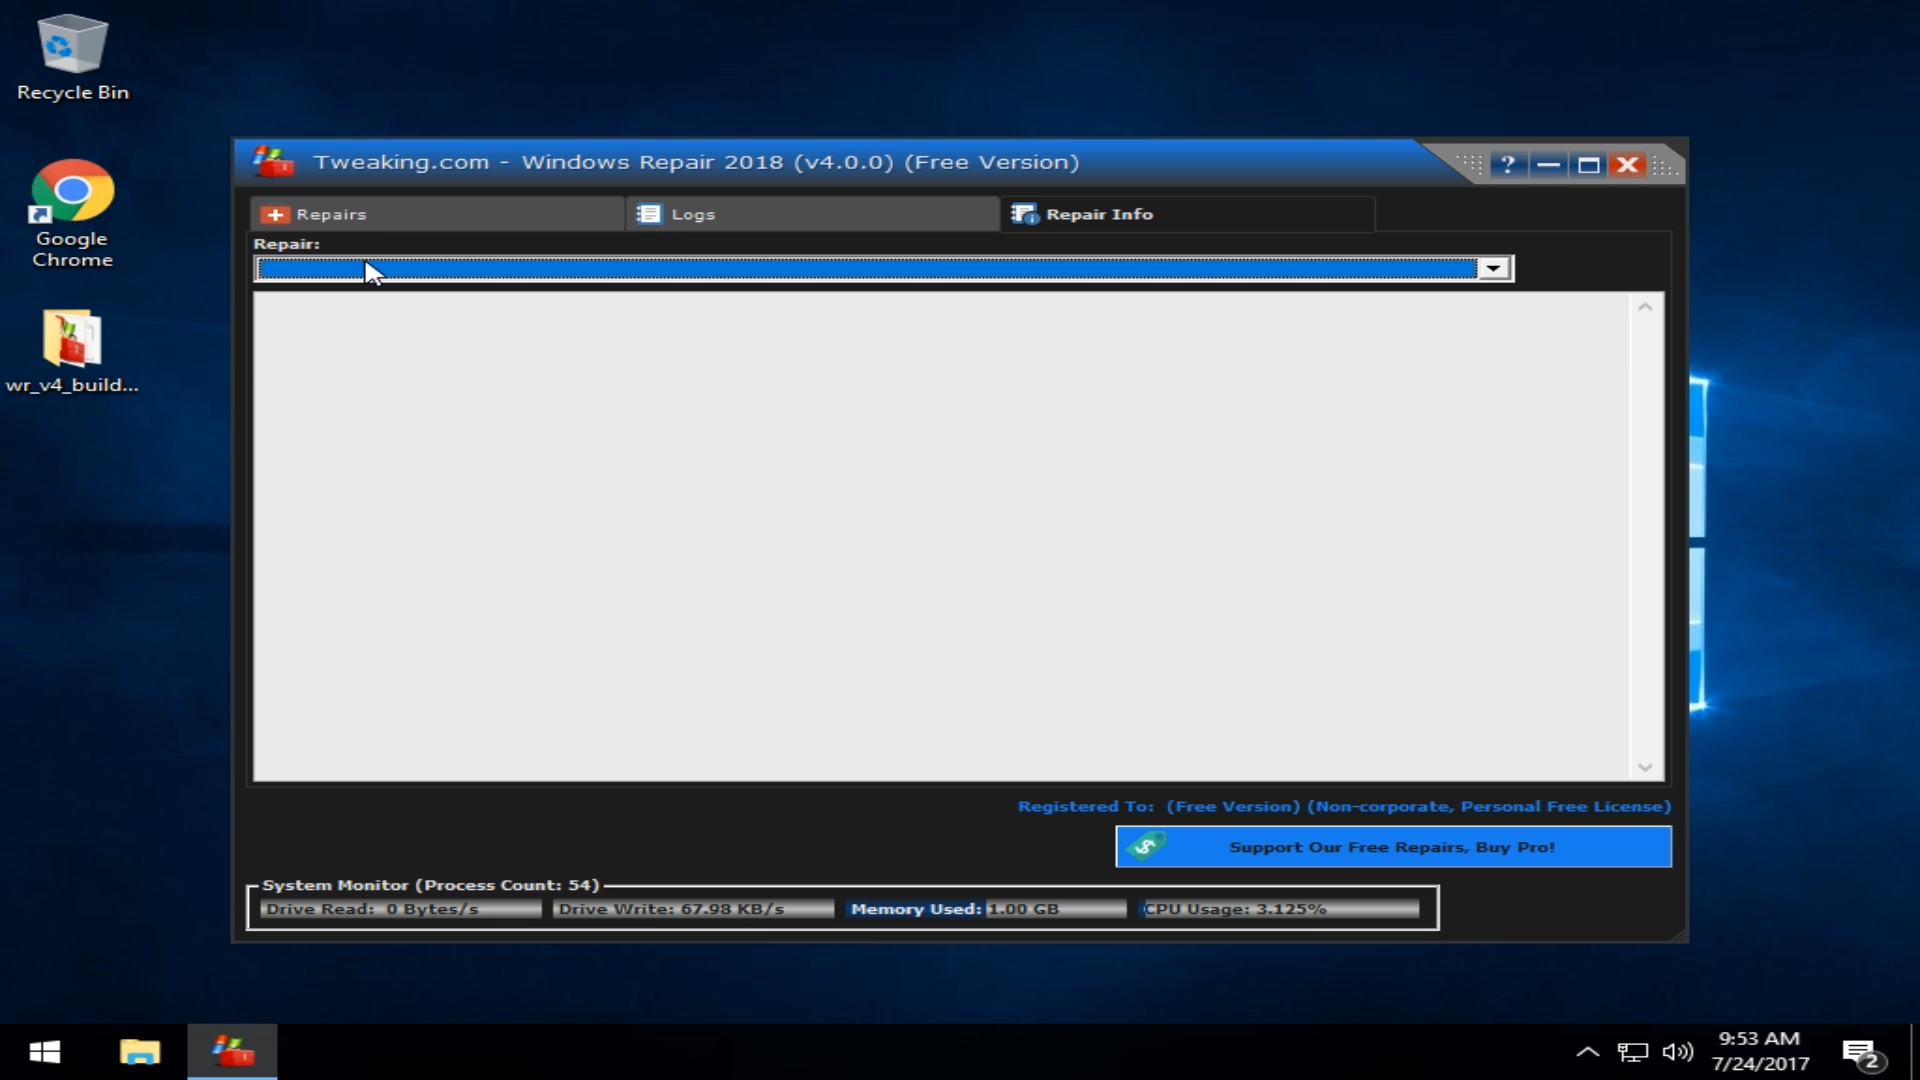 Recycle Bin
Google
Chrome
wr_v4_build...
Tweaking.com - Windows Repair 2018 (v4.0.0) (Free Version)
?
Repairs
Logs
Repair Info
Repair:
Registered To: (Free Version) (Non-corporate, Personal Free License)
$ Support Our Free Repairs, Buy Pro!
System Monitor (Process Count: 54)
Drive Read: 0 Bytes/s
Drive Write: 67.98 KB/s
Memory Used: 1.00 GB
CPU Usage: 3.125%
9:53 AM
7/24/2017
2